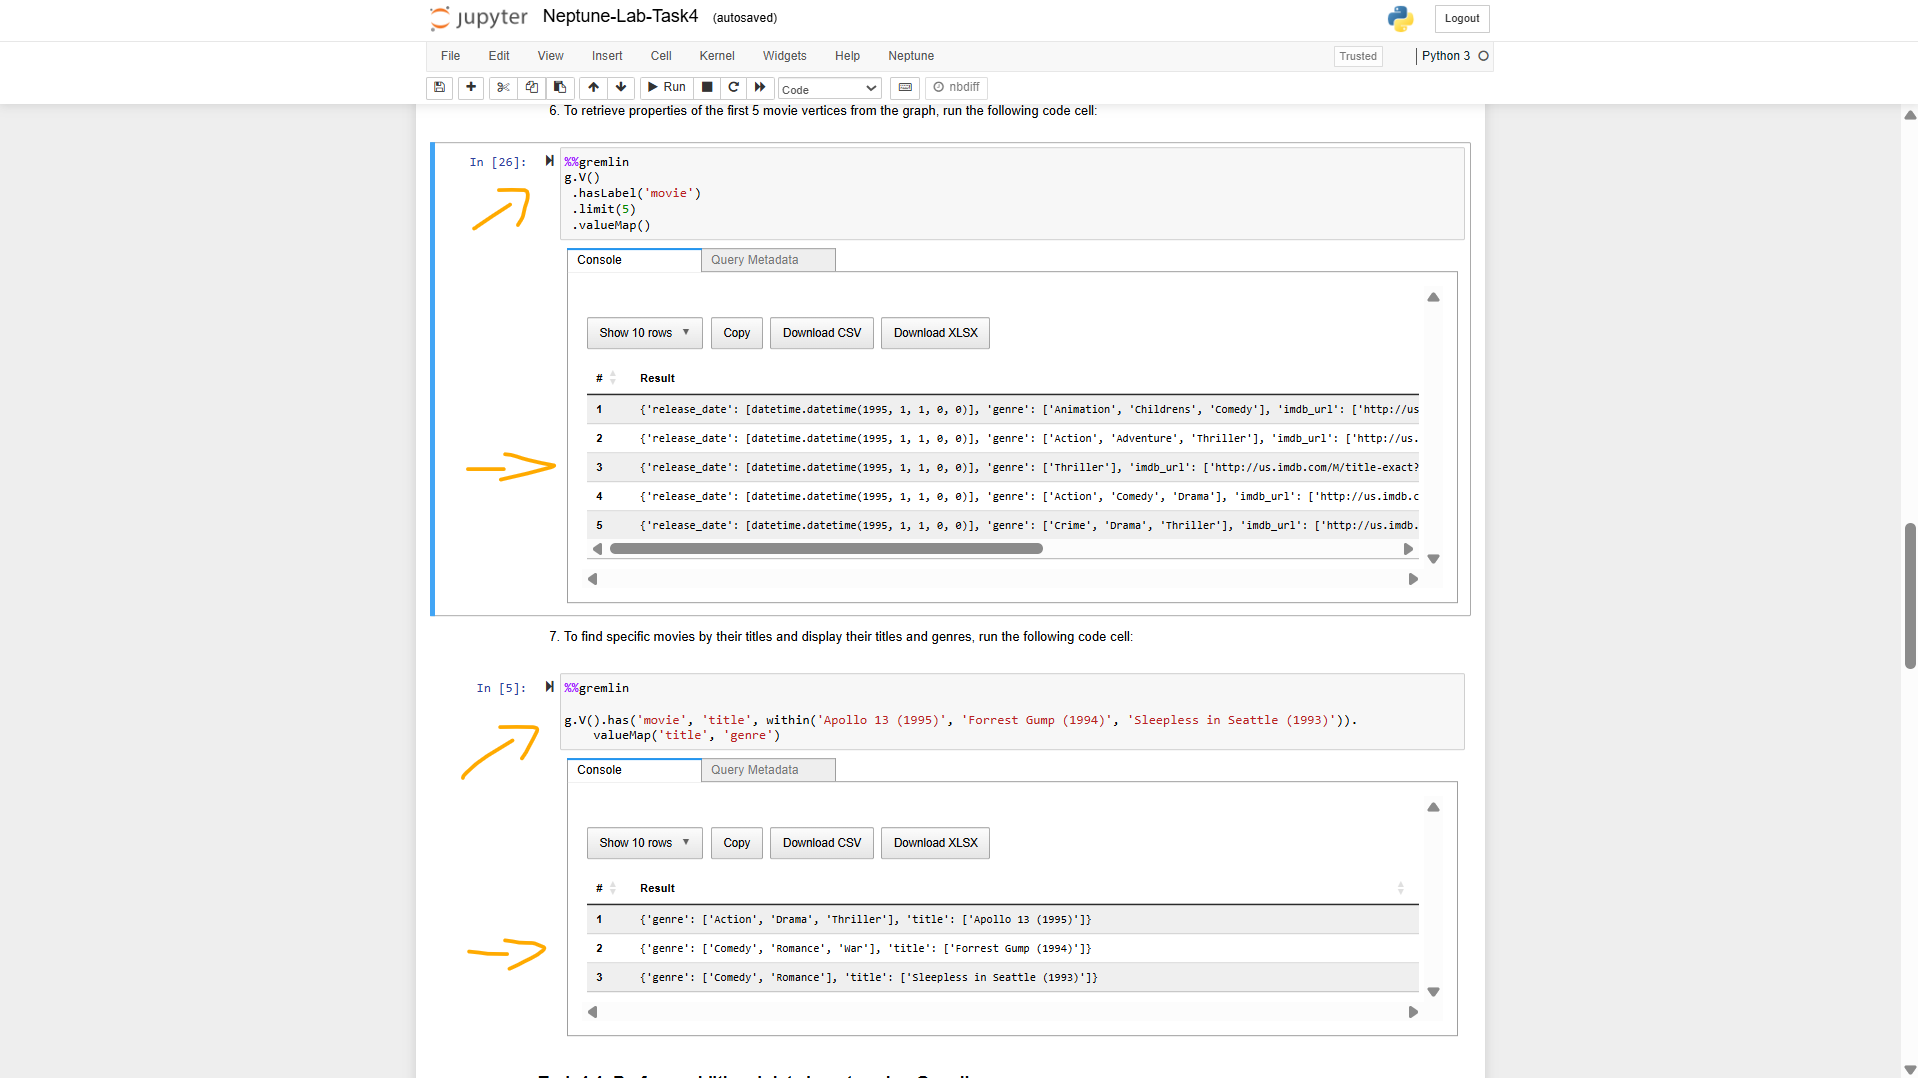 jupyter Neptune-Lab-Task4 (autosaved) Logout
File Edit View Insert Cell Kernel Widgets Help Neptune Trusted Python 3
Run Code nbdiff
6. To retrieve properties of the first 5 movie vertices from the graph, run the following code cell:
In [26]: %%gremlin
g.V()
.hasLabel('movie')
.limit(5)
.valueMap()
Console Query Metadata
Show 10 rows Copy Download CSV Download XLSX
# Result
1 {'release_date': [datetime.datetime(1995, 1, 1, 0, 0)], 'genre': ['Animation', 'Childrens', 'Comedy'], 'imdb_url': ['http://us
2 {'release_date': [datetime.datetime(1995, 1, 1, 0, 0)], 'genre': ['Action', 'Adventure', 'Thriller'], 'imdb_url': ['http://us.
3 {'release_date': [datetime.datetime(1995, 1, 1, 0, 0)], 'genre': ['Thriller'], 'imdb_url': ['http://us.imdb.com/M/title-exact?
4 {'release_date': [datetime.datetime(1995, 1, 1, 0, 0)], 'genre': ['Action', 'Comedy', 'Drama'], 'imdb_url': ['http://us.imdb.c
5 {'release_date': [datetime.datetime(1995, 1, 1, 0, 0)], 'genre': ['Crime', 'Drama', 'Thriller'], 'imdb_url': ['http://us.imdb.
7. To find specific movies by their titles and display their titles and genres, run the following code cell:
In [5]: %%gremlin
g.V().has('movie', 'title', within('Apollo 13 (1995)', 'Forrest Gump (1994)', 'Sleepless in Seattle (1993)')).
valueMap('title', 'genre')
Console Query Metadata
Show 10 rows Copy Download CSV Download XLSX
# Result
1 {'genre': ['Action', 'Drama', 'Thriller'], 'title': ['Apollo 13 (1995)']}
2 {'genre': ['Comedy', 'Romance', 'War'], 'title': ['Forrest Gump (1994)']}
3 {'genre': ['Comedy', 'Romance'], 'title': ['Sleepless in Seattle (1993)']}